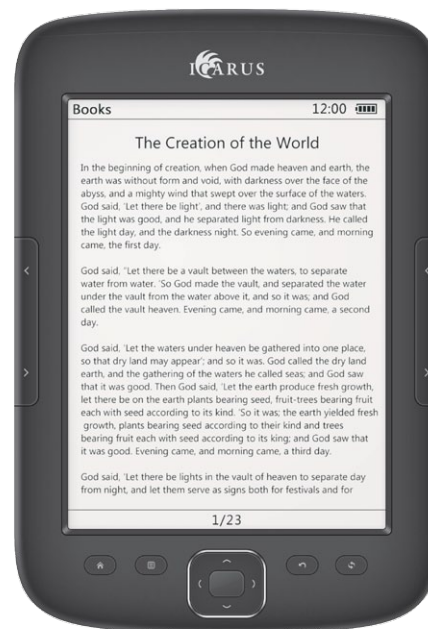 ICARUS
Books 12:00
The Creation of the World
In the beginning of creation, when God made heaven and earth, the
earth was without form and void, with darkness over the face of the
abyss, and a mighty wind that swept over the surface of the waters.
God said, 'Let there be light', and there was light; and God saw that
the light was good, and he separated light from darkness. He called
the light day, and the darkness night. So evening came, and morning
came, the first day.
God said, 'Let there be a vault between the waters, to separate
water from water. 'So God made the vault, and separated the water
under the vault from the water above it, and so it was; and God
called the vault heaven. Evening came, and morning came, a second
day.
God said, 'Let the waters under heaven be gathered into one place,
so that dry land may appear'; and so it was. God called the dry land
earth, and the gathering of the waters he called seas; and God saw
that it was good. Then God said, 'Let the earth produce fresh growth,
let there be on the earth plants bearing seed, fruit-trees bearing fruit
each with seed according to its kind. 'So it was; the earth yielded fresh
growth, plants bearing seed according to their kind and trees
bearing fruit each with seed according to its king; and God saw that
it was good. Evening came, and morning came, a third day.
God said, 'Let there be lights in the vault of heaven to separate day
from night, and let them serve as signs both for festivals and for
1/23